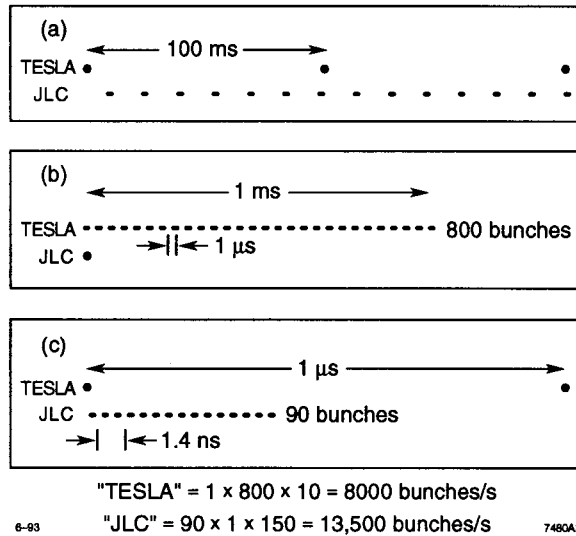 (a)
100 ms
TESLA
JLC
(b)
1 ms
TESLA
800 bunches
1 μs
JLC
(c)
1 μs
TESLA
JLC
90 bunches
1.4 ns
"TESLA" = 1 x 800 x 10 = 8000 bunches/s
"JLC" = 90 x 1 x 150 = 13,500 bunches/s
6–93
7480A